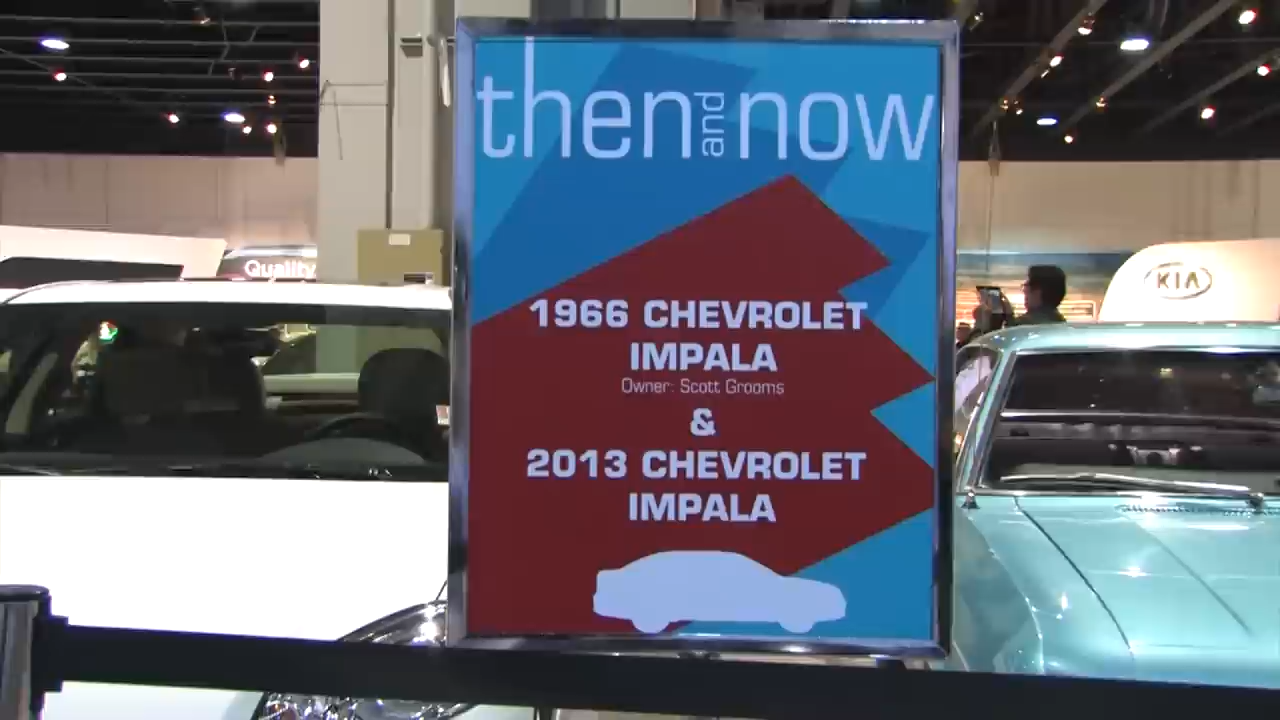 then and now
1966 CHEVROLET
IMPALA
Owner: Scott Grooms
&
2013 CHEVROLET
IMPALA
Quality
KIA